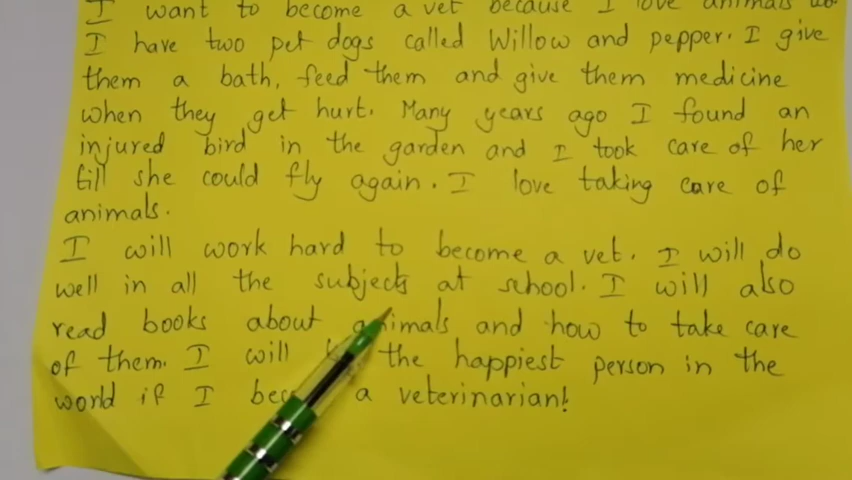 I want to become a vet because I love animals
I have two pet dogs called Willow and pepper. I give
them a bath, feed them and give them medicine
when they get hurt. Many years ago I found an
injured bird in the garden and I took care of her
till she could fly again. I love taking care of
animals.
I will work hard to become a vet. I will do
well in all the subjects at school. I will also
read books about animals and how to take care
of them. I will the happiest person in the
world if I a veterinarian!